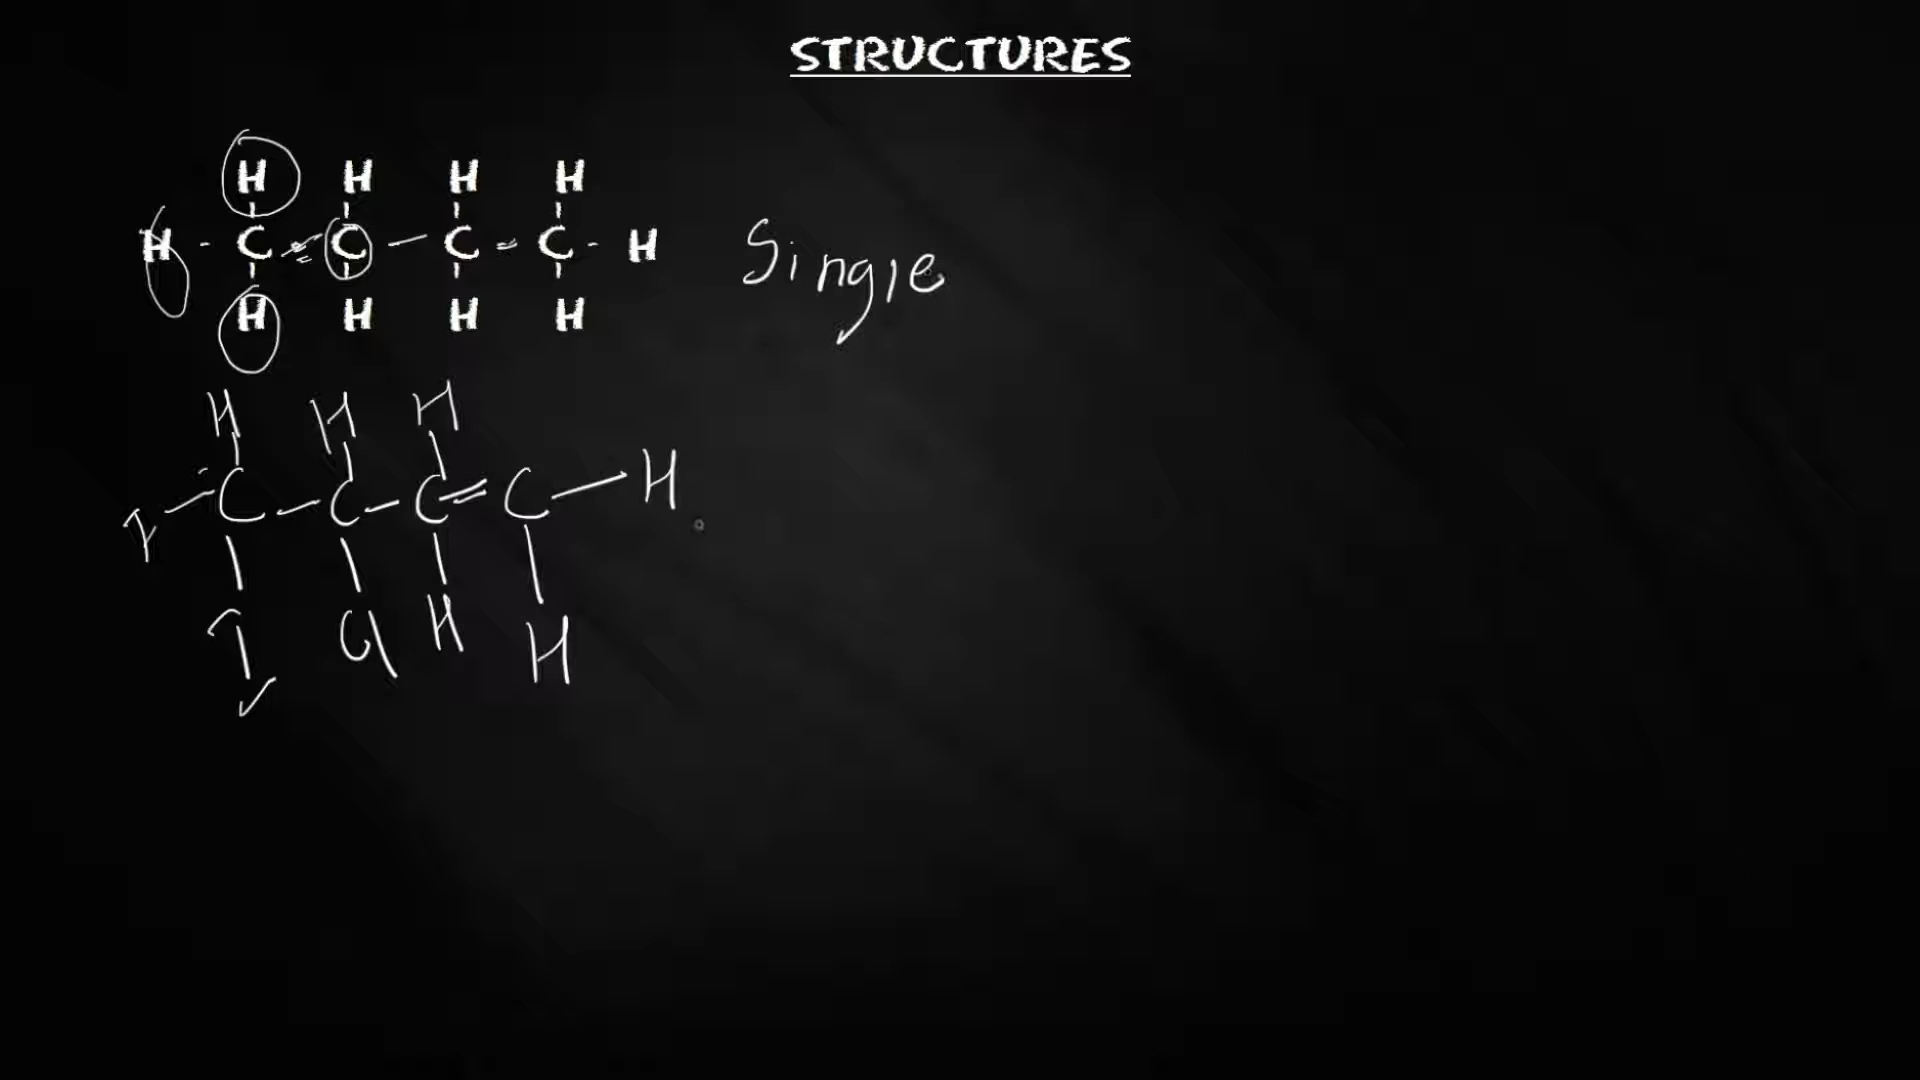 STRUCTURES
H H H H
H - C = C - C = C - H
H H H H
Single
H H H
I - C - C - C = C - H
I Cl H H